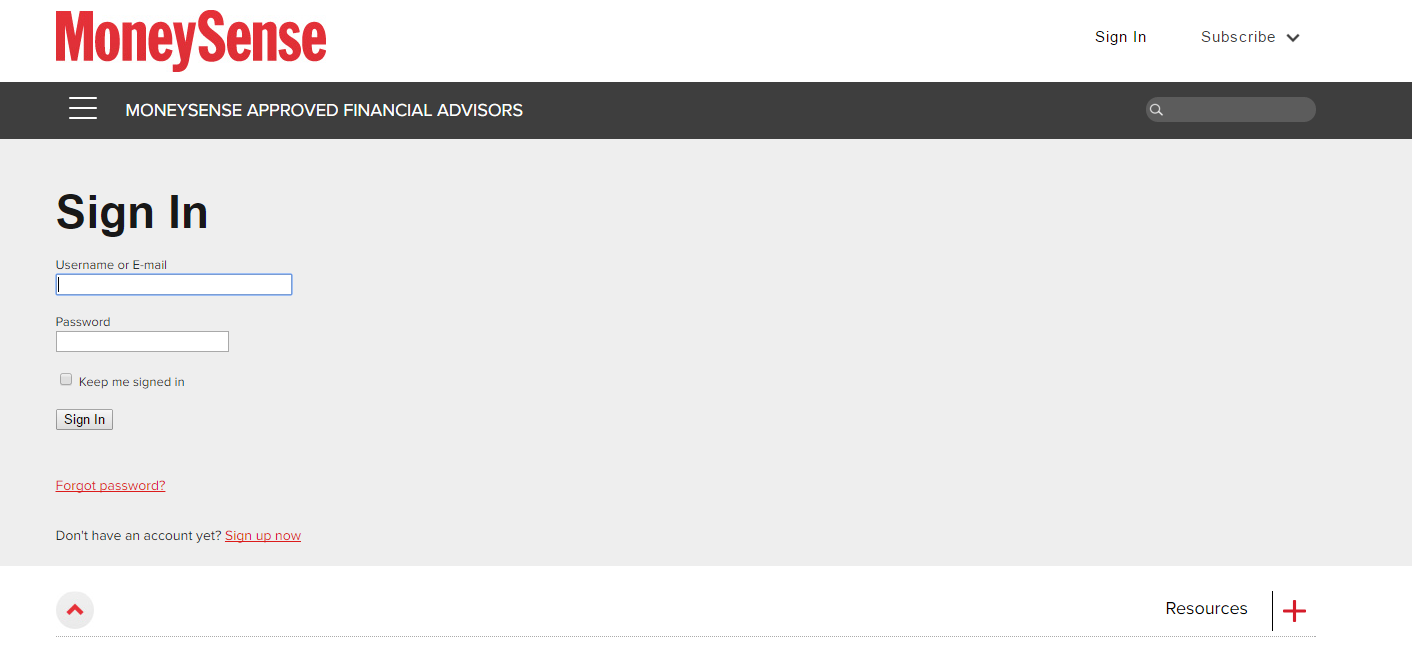 MoneySense
Sign In
Subscribe
MONEYSENSE APPROVED FINANCIAL ADVISORS
Sign In
Username or E-mail
Password
Keep me signed in
Sign In
Forgot password?
Don't have an account yet? Sign up now
Resources